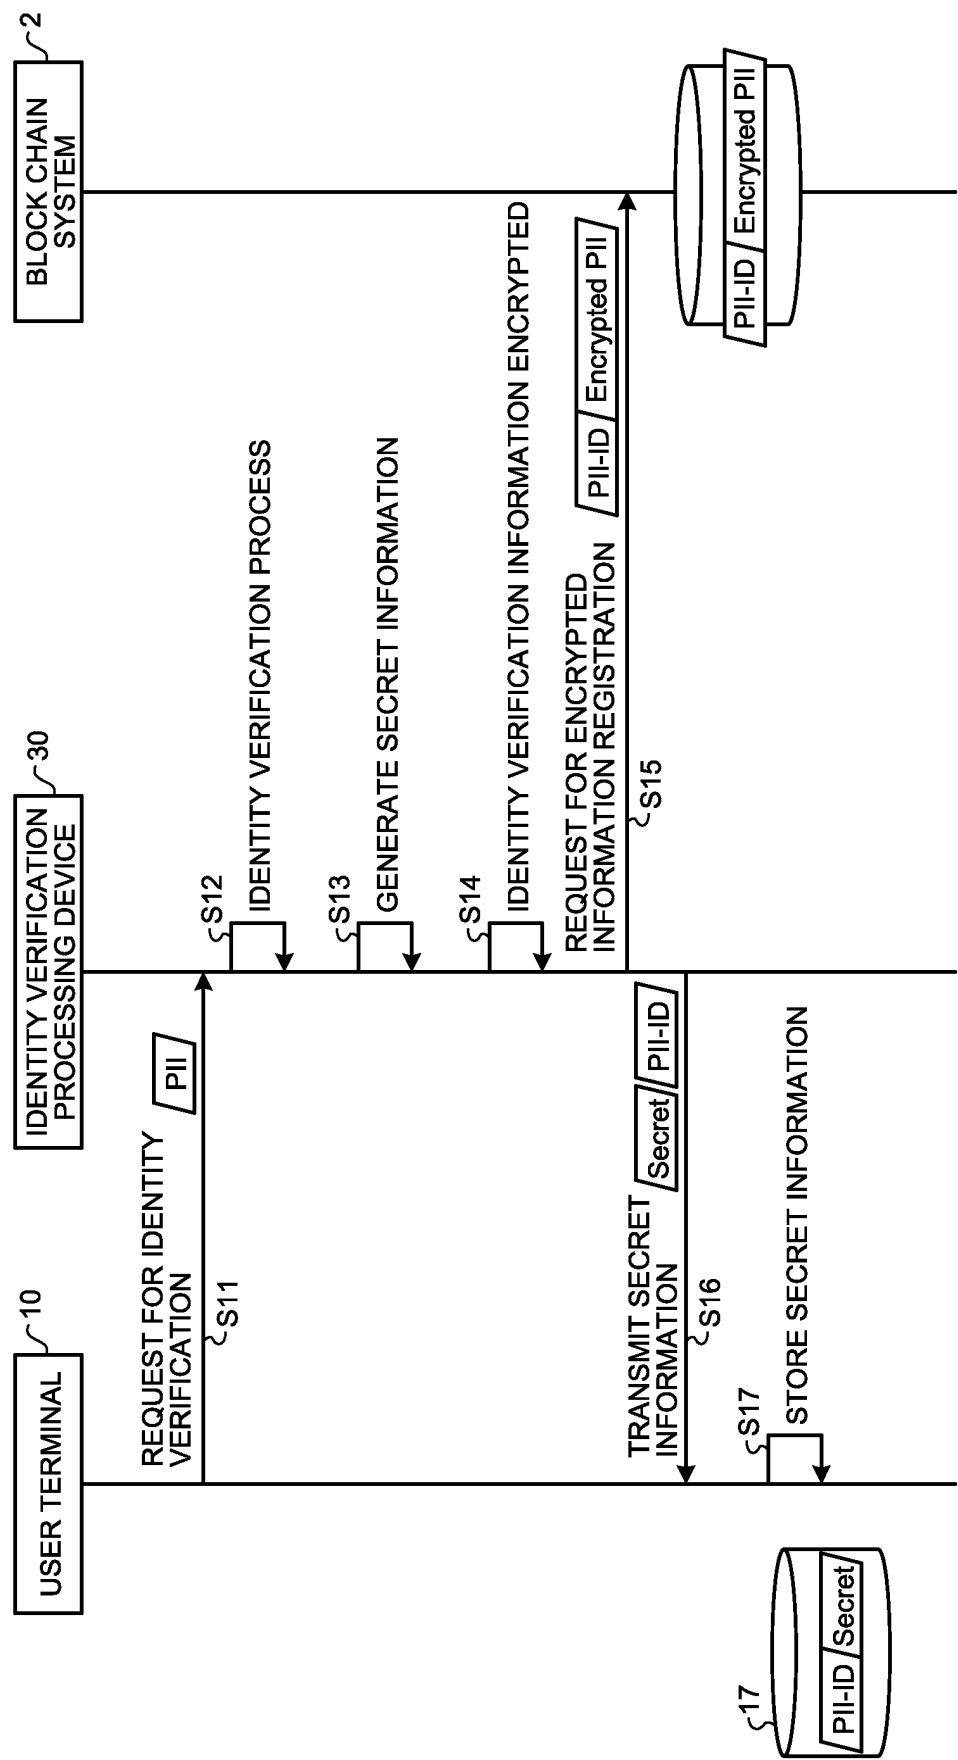 USER TERMINAL
10
IDENTITY VERIFICATION
PROCESSING DEVICE
30
BLOCK CHAIN
SYSTEM
2
REQUEST FOR IDENTITY
VERIFICATION
PII
S11
S12
IDENTITY VERIFICATION PROCESS
S13
GENERATE SECRET INFORMATION
S14
IDENTITY VERIFICATION INFORMATION ENCRYPTED
REQUEST FOR ENCRYPTED
INFORMATION REGISTRATION
PII-ID Encrypted PII
S15
TRANSMIT SECRET
INFORMATION
Secret PII-ID
S16
PII-ID Encrypted PII
S17
STORE SECRET INFORMATION
17
PII-ID Secret